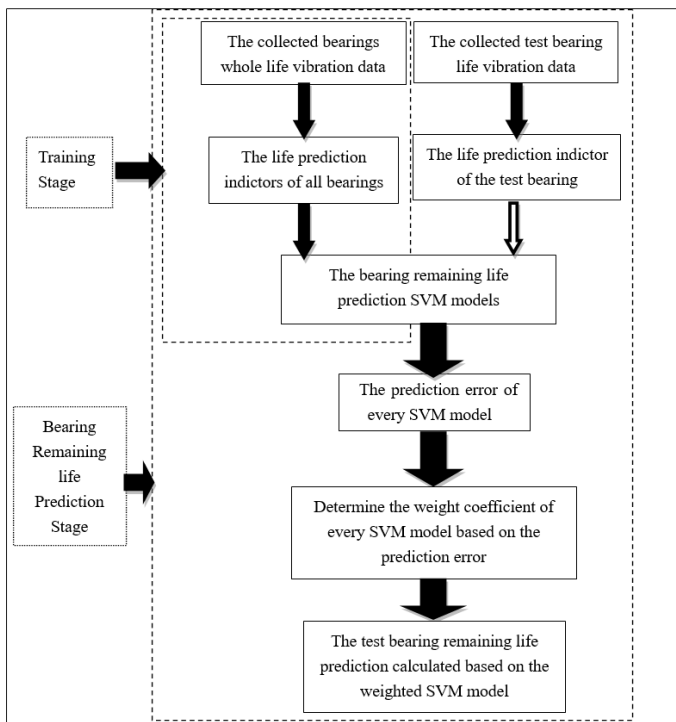 The collected bearings
whole life vibration data
The collected test bearing
life vibration data
Training
Stage
The life prediction
indictors of all bearings
The life prediction indictor
of the test bearing
The bearing remaining life
prediction SVM models
The prediction error of
every SVM model
Bearing
Remaining
life
Prediction
Stage
Determine the weight coefficient of
every SVM model based on the
prediction error
The test bearing remaining life
prediction calculated based on the
weighted SVM model